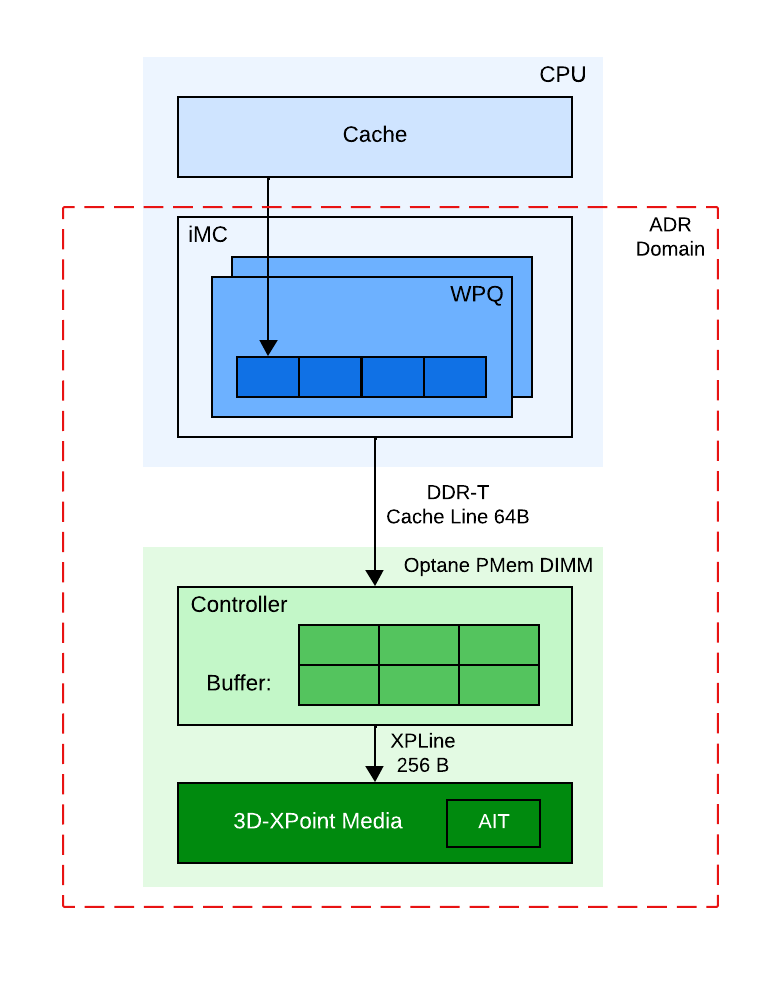 CPU
Cache
ADR
Domain
iMC
WPQ
DDR-T
Cache Line 64B
Optane PMem DIMM
Controller
Buffer:
XPLine
256 B
3D-XPoint Media
AIT